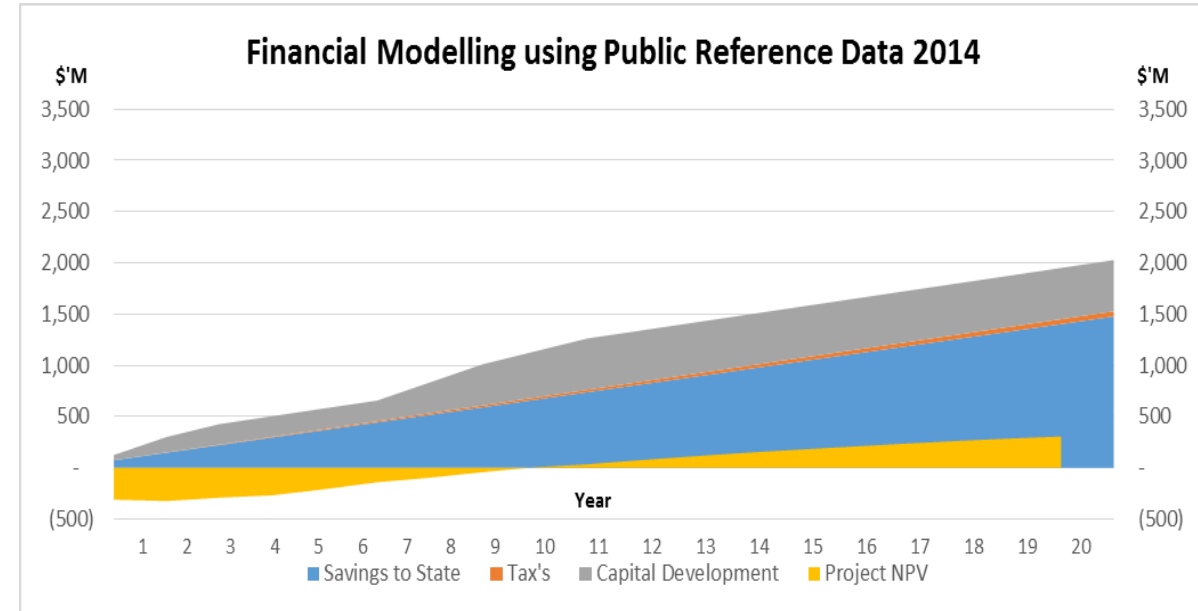 Financial Modelling using Public Reference Data 2014
$'M $'M
3,500 3,500
3,000 3,000
2,500 2,500
2,000 2,000
1,500 1,500
1,000 1,000
500 500
- -
Year
(500) (500)
1 2 3 4 5 6 7 8 9 10 11 12 13 14 15 16 17 18 19 20
Savings to State Tax's Capital Development Project NPV